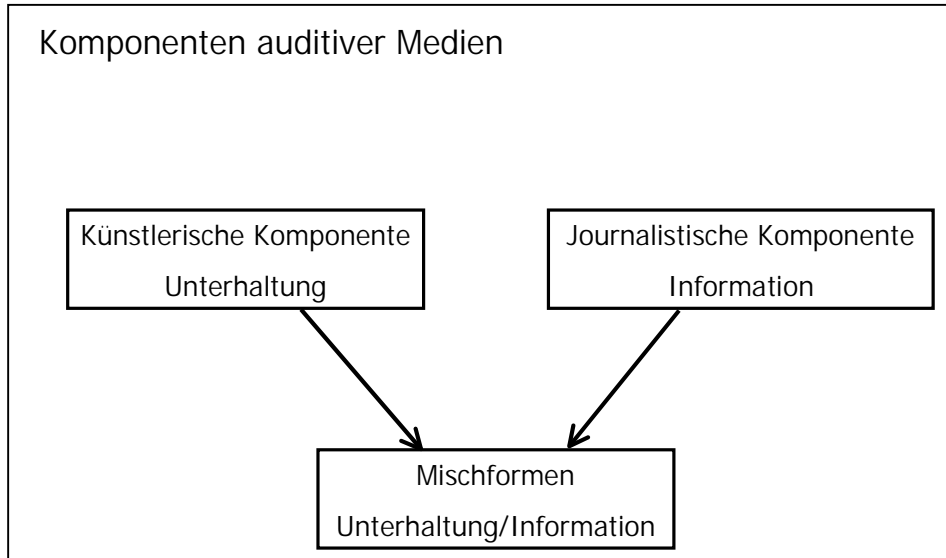 Komponenten auditiver Medien
Künstlerische Komponente
Unterhaltung
Journalistische Komponente
Information
Mischformen
Unterhaltung/Information